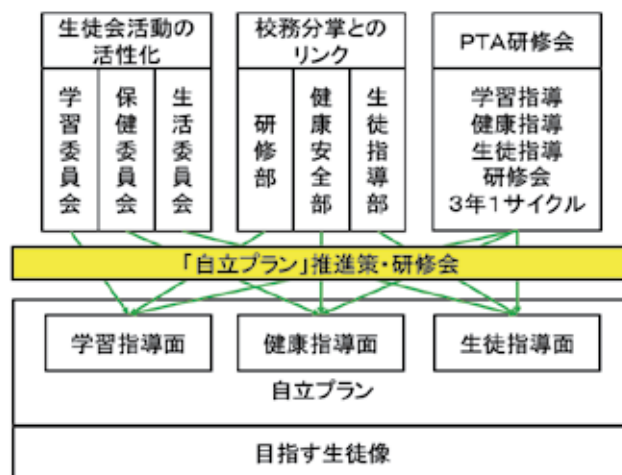 生徒会活動の
活性化
学習委員会
保健委員会
生活委員会
校務分掌との
リンク
研修部
健康安全部
生徒指導部
PTA研修会
学習指導
健康指導
生徒指導
研修会
3年1サイクル
「自立プラン」推進策・研修会
学習指導面
健康指導面
生徒指導面
自立プラン
目指す生徒像